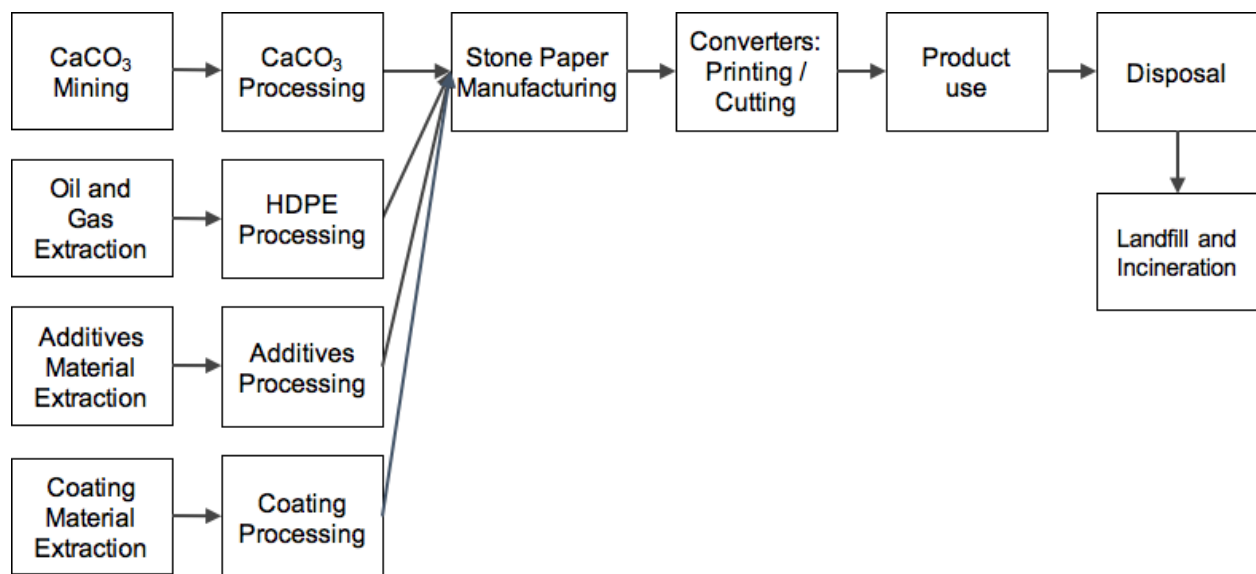 CaCO₃
Mining
CaCO₃
Processing
Stone Paper
Manufacturing
Converters:
Printing /
Cutting
Product
use
Disposal
Oil and
Gas
Extraction
HDPE
Processing
Landfill and
Incineration
Additives
Material
Extraction
Additives
Processing
Coating
Material
Extraction
Coating
Processing